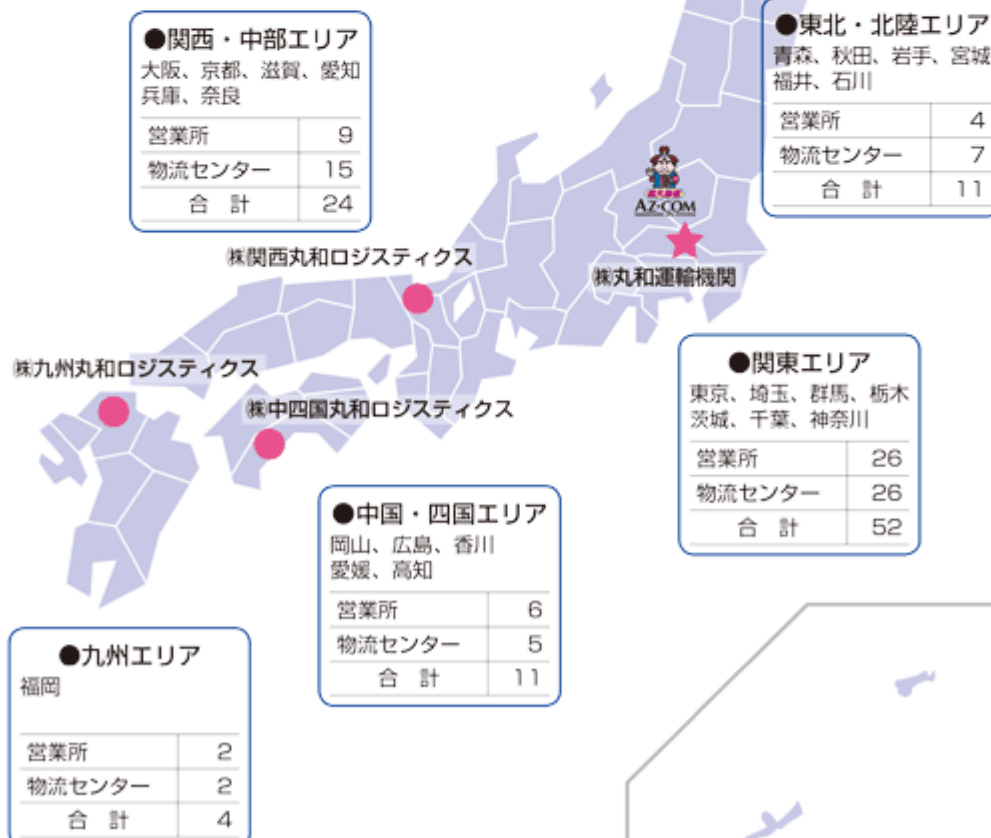 ●関西・中部エリア
大阪、京都、滋賀、愛知
兵庫、奈良
営業所 9
物流センター 15
合 計 24
●東北・北陸エリア
青森、秋田、岩手、宮城
福井、石川
営業所 4
物流センター 7
合 計 11
AZ-COM
㈱丸和運輸機関
㈱関西丸和ロジスティクス
㈱九州丸和ロジスティクス
㈱中四国丸和ロジスティクス
●関東エリア
東京、埼玉、群馬、栃木
茨城、千葉、神奈川
営業所 26
物流センター 26
合 計 52
●中国・四国エリア
岡山、広島、香川
愛媛、高知
営業所 6
物流センター 5
合 計 11
●九州エリア
福岡
営業所 2
物流センター 2
合 計 4